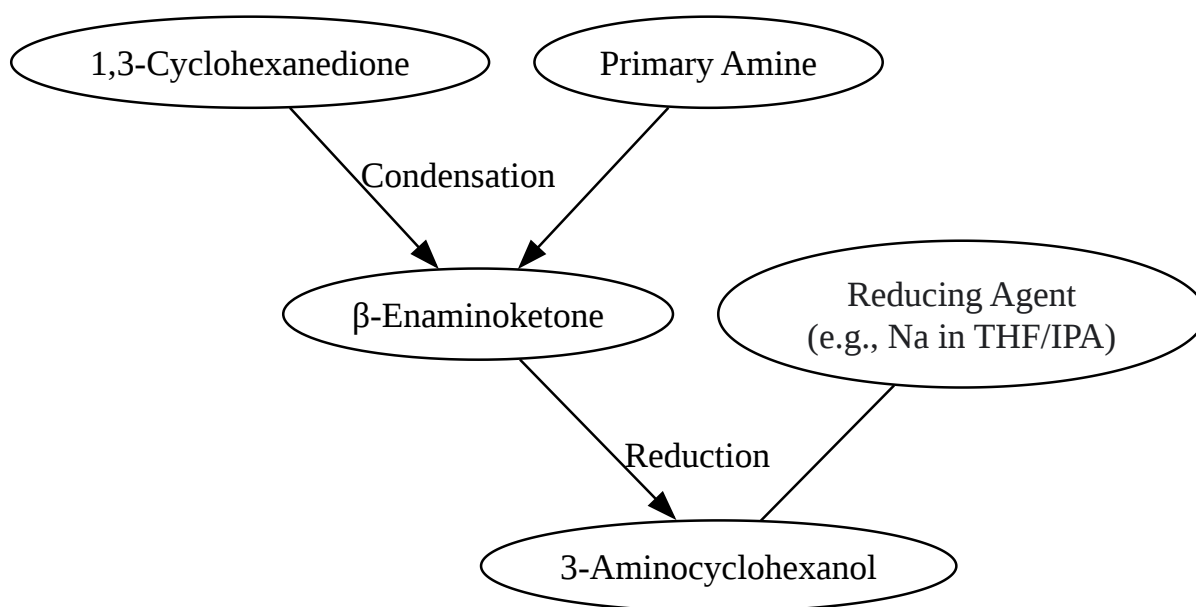 1,3-Cyclohexanedione
Primary Amine
Condensation
β-Enaminoketone
Reducing Agent
(e.g., Na in THF/IPA)
Reduction
3-Aminocyclohexanol